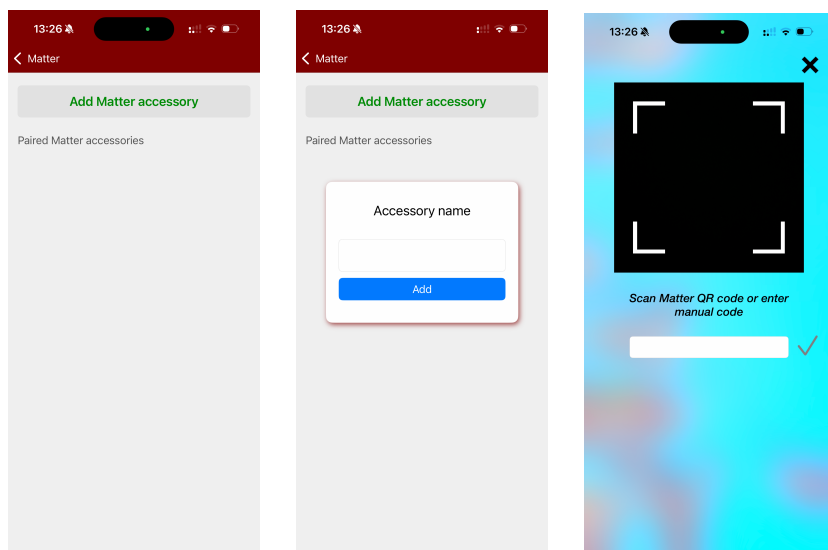 13:26
Matter
Add Matter accessory
Paired Matter accessories
13:26
Matter
Add Matter accessory
Paired Matter accessories
Accessory name
Add
13:26
Scan Matter QR code or enter
manual code